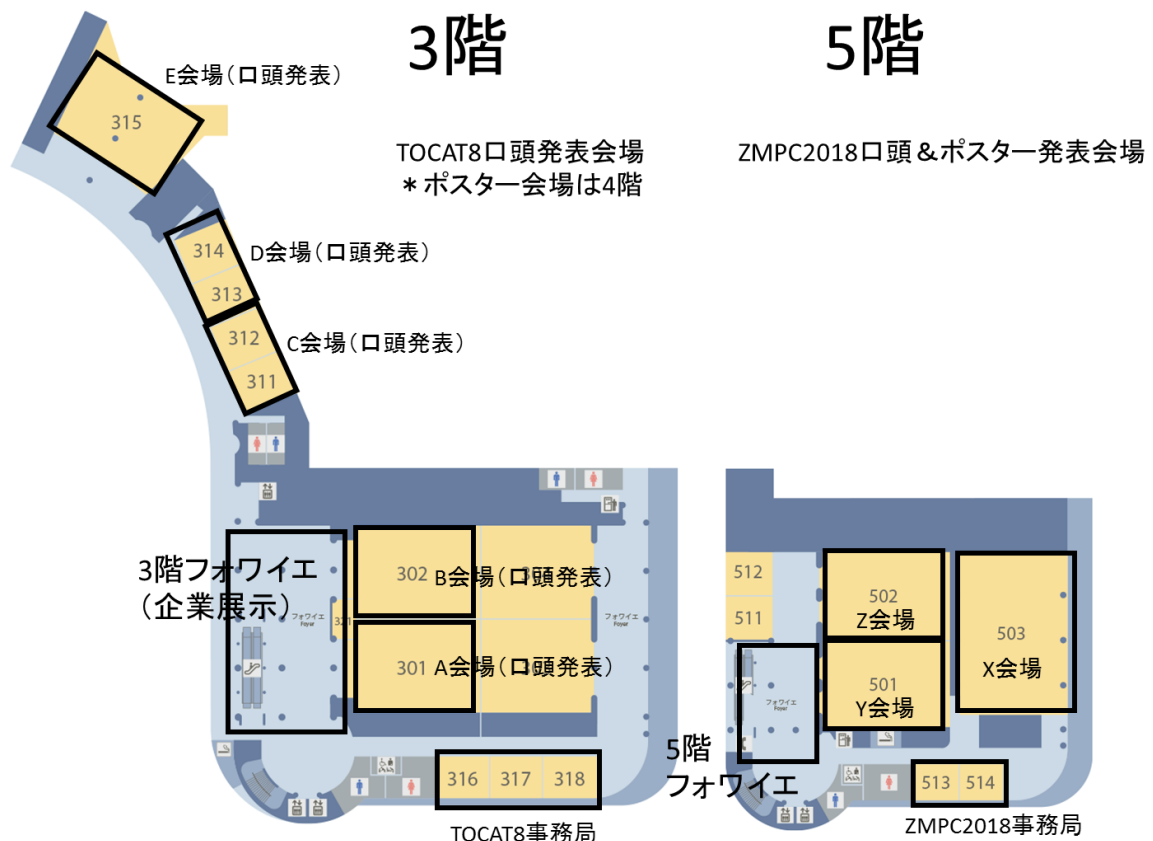 3階
5階
E会場(口頭発表)
315
TOCAT8口頭発表会場
＊ポスター会場は4階
ZMPC2018口頭＆ポスター発表会場
314
D会場(口頭発表)
313
312
C会場(口頭発表)
311
3階フォワイエ
(企業展示)
フォワイエ
Foyer
321
302
B会場(口頭発表)
301
A会場(口頭発表)
フォワイエ
Foyer
316
317
318
TOCAT8事務局
512
511
502
Z会場
503
X会場
501
Y会場
フォワイエ
Foyer
5階
フォワイエ
513
514
ZMPC2018事務局